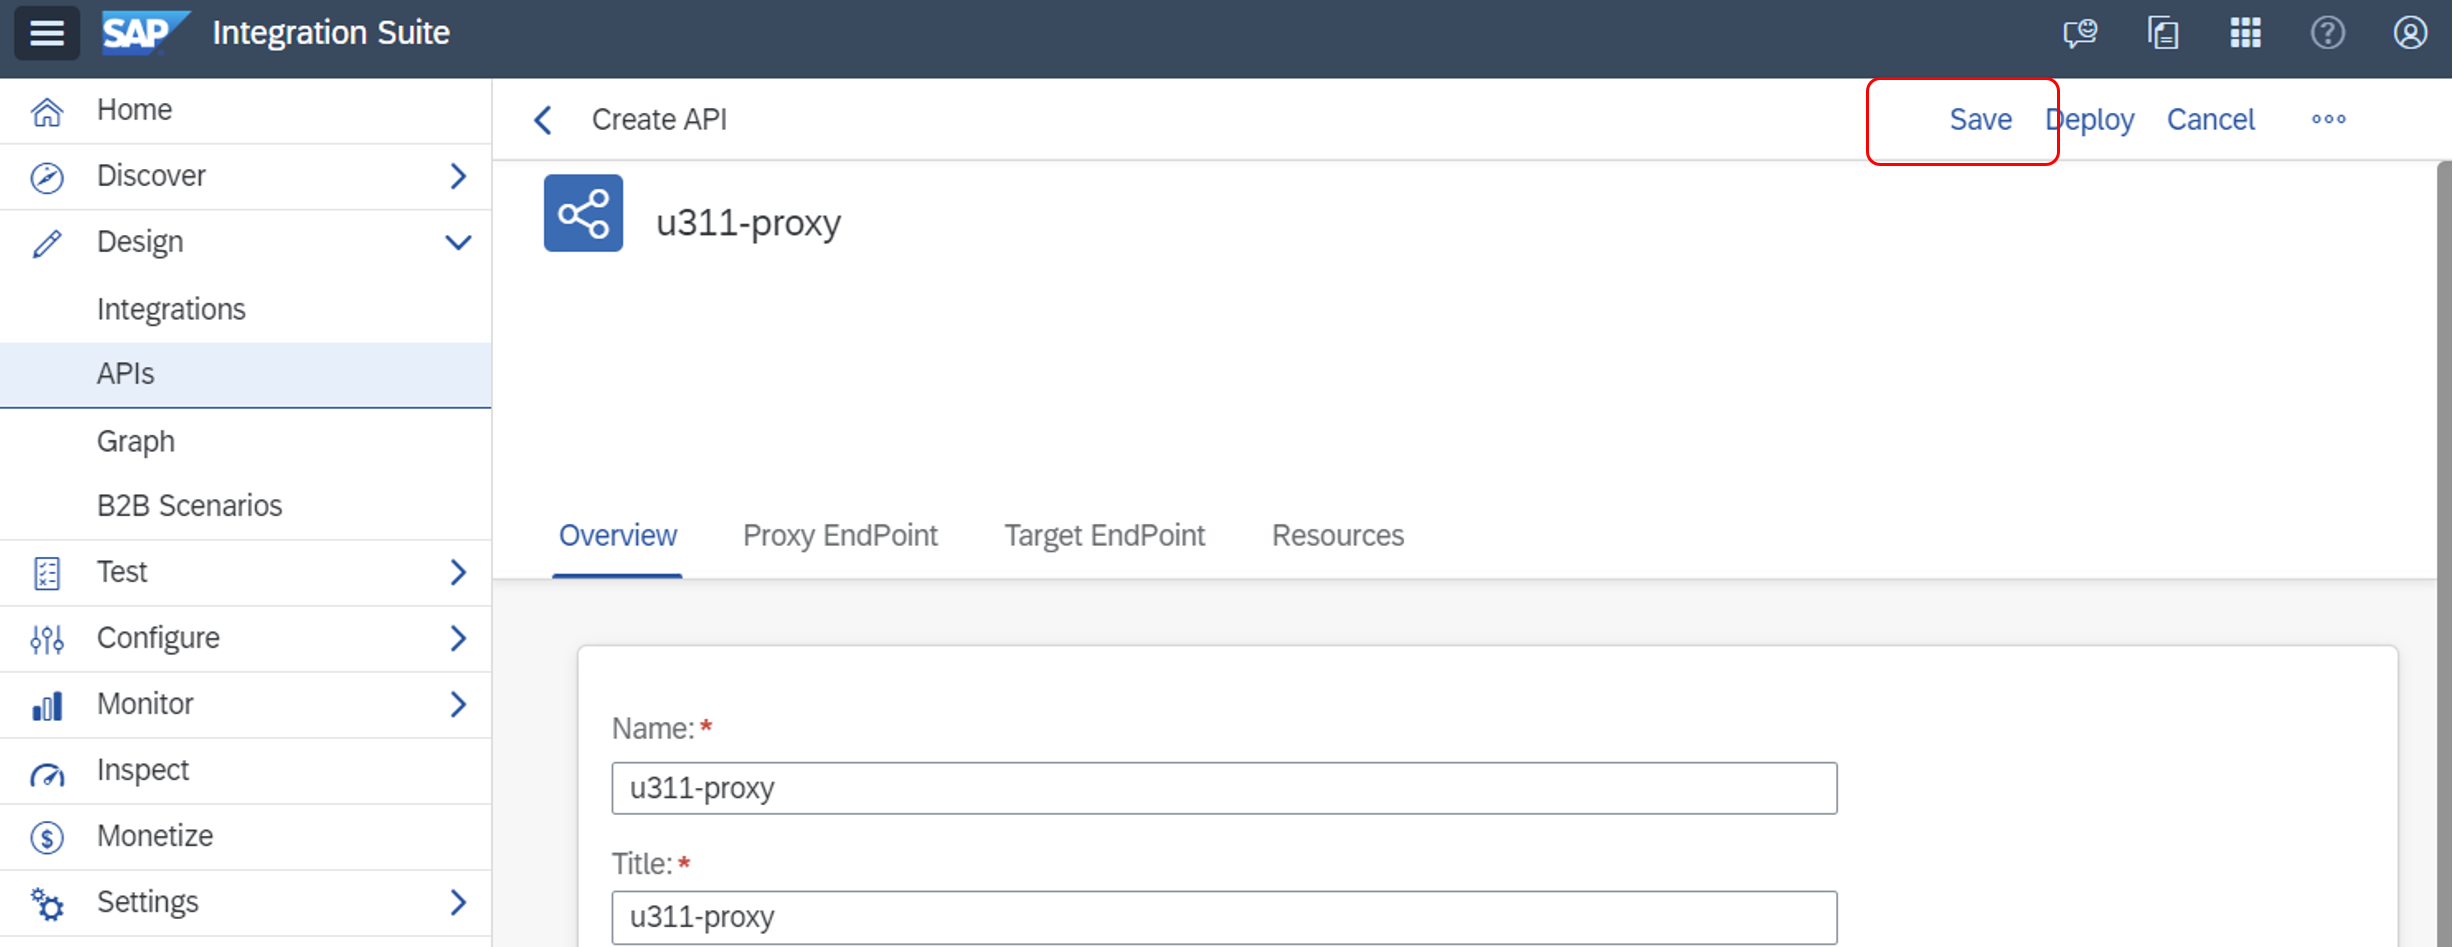 SAP Integration Suite
Home
Discover
Design
Integrations
APIs
Graph
B2B Scenarios
Test
Configure
Monitor
Inspect
Monetize
Settings
Create API
Save Deploy Cancel
u311-proxy
Overview Proxy EndPoint Target EndPoint Resources
Name: *
u311-proxy
Title: *
u311-proxy